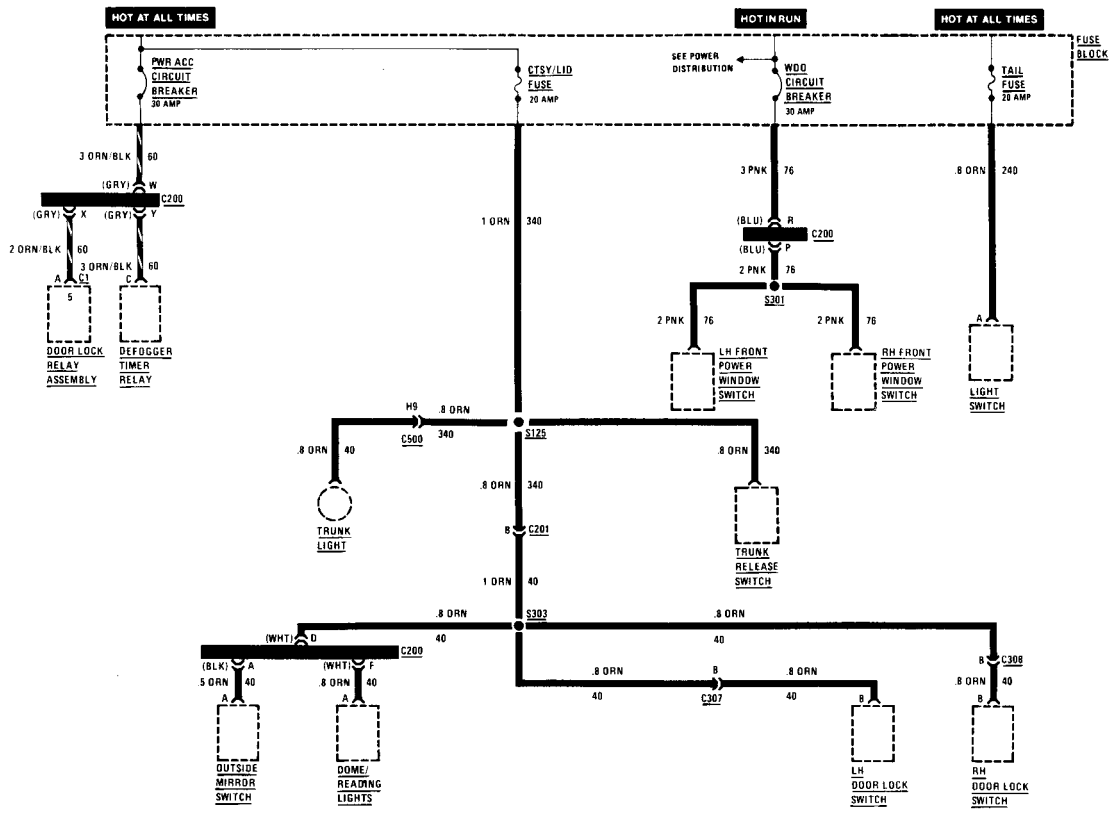 HOT AT ALL TIMES
HOT IN RUN
HOT AT ALL TIMES
FUSE
BLOCK
PWR ACC
CIRCUIT
BREAKER
30 AMP
CTSY/LID
FUSE
20 AMP
SEE POWER
DISTRIBUTION
WDO
CIRCUIT
BREAKER
30 AMP
TAIL
FUSE
20 AMP
3 ORN/BLK 60
(GRY) W
C200
(GRY) X (GRY) Y
2 ORN/BLK 60
3 ORN/BLK 60
A C1 C
5
DOOR LOCK
RELAY
ASSEMBLY
DEFOGGER
TIMER
RELAY
1 ORN 340
3 PNK 76
(BLU) R
C200
(BLU) P
2 PNK 76
S301
2 PNK 76
2 PNK 76
LH FRONT
POWER
WINDOW
SWITCH
RH FRONT
POWER
WINDOW
SWITCH
.8 ORN 240
A
LIGHT
SWITCH
H9 .8 ORN
C500 340
S125
.8 ORN 40
TRUNK
LIGHT
.8 ORN 340
.8 ORN 340
TRUNK
RELEASE
SWITCH
B C201
1 ORN 40
S303
.8 ORN
40
.8 ORN
40
(WHT) D
C200
(BLK) A (WHT) F
.5 ORN 40 .8 ORN 40
A A
OUTSIDE
MIRROR
SWITCH
DOME/
READING
LIGHTS
.8 ORN B .8 ORN
40 C307 40
B
LH
DOOR LOCK
SWITCH
B C308
.8 ORN 40
B
RH
DOOR LOCK
SWITCH